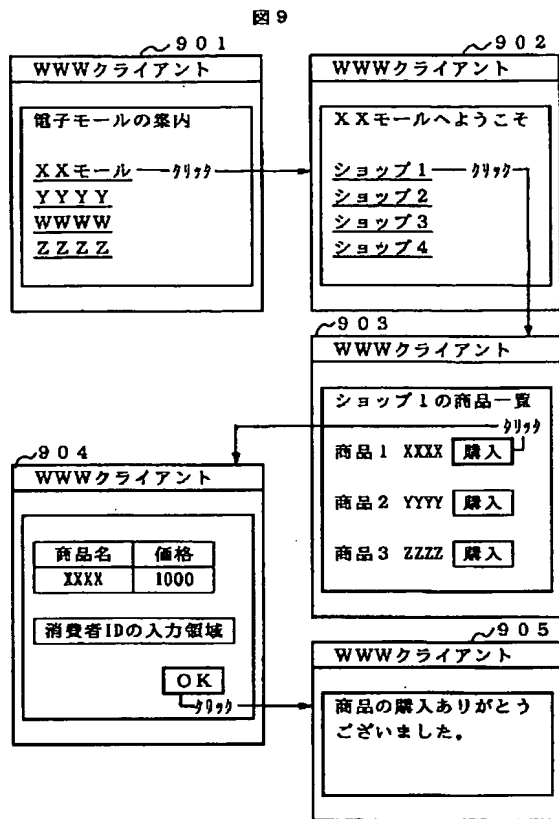 図9
901
WWWクライアント
電子モールの案内
XXモール
クリック
YYYY
WWWW
ZZZZ
902
WWWクライアント
XXモールへようこそ
ショップ1
クリック
ショップ2
ショップ3
ショップ4
903
WWWクライアント
ショップ1の商品一覧
クリック
商品1 XXXX 購入
商品2 YYYY 購入
商品3 ZZZZ 購入
904
WWWクライアント
商品名 価格
XXXX 1000
消費者IDの入力領域
OK
クリック
905
WWWクライアント
商品の購入ありがとう
ございました。